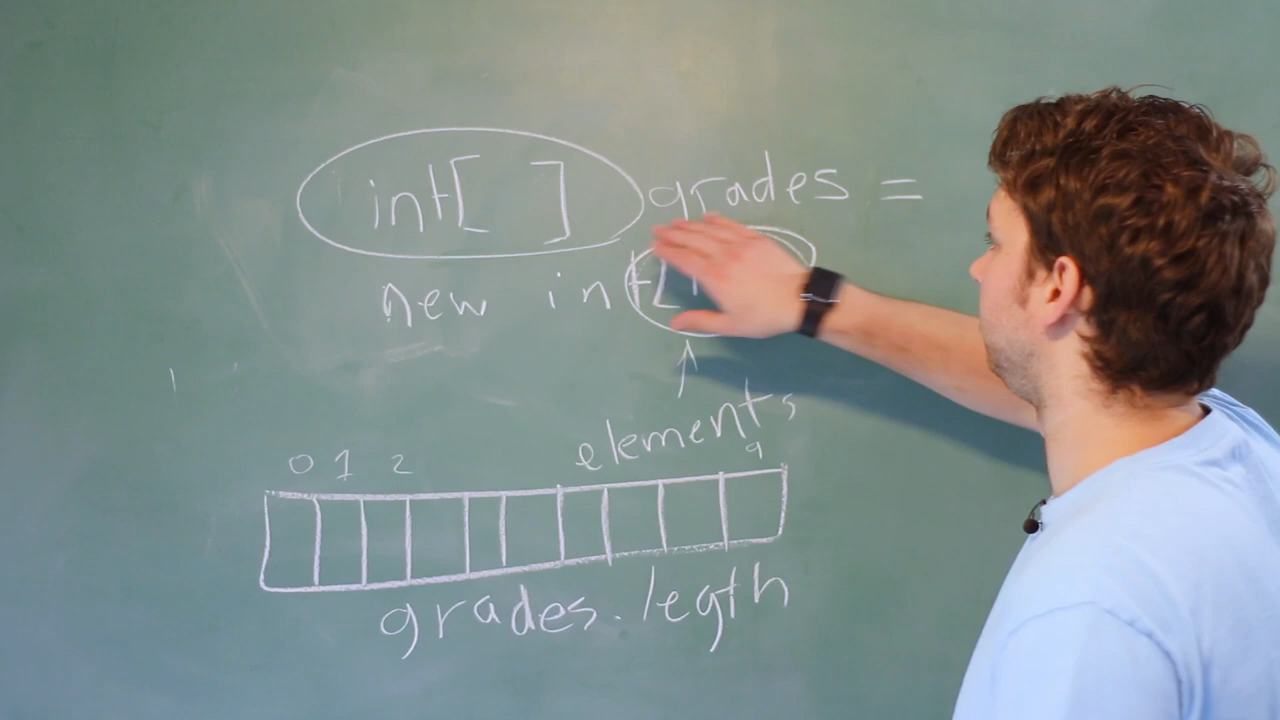 int[ ] grades =
new int[
elements
0 1 2 9
grades.legth